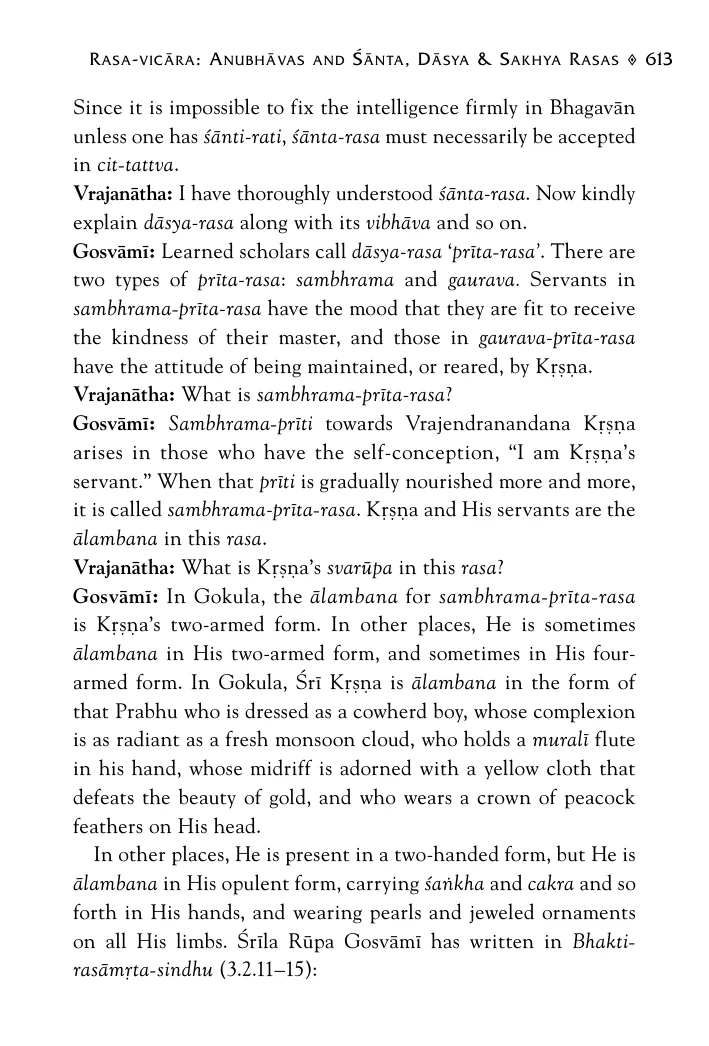 Rasa-vicāra: Anubhāvas and Śānta, Dāsya & Sakhya Rasas ◈ 613
Since it is impossible to fix the intelligence firmly in Bhagavān
unless one has śānti-rati, śānta-rasa must necessarily be accepted
in cit-tattva.
Vrajanātha: I have thoroughly understood śānta-rasa. Now kindly
explain dāsya-rasa along with its vibhāva and so on.
Gosvāmī: Learned scholars call dāsya-rasa ‘prīta-rasa’. There are
two types of prīta-rasa: sambhrama and gaurava. Servants in
sambhrama-prīta-rasa have the mood that they are fit to receive
the kindness of their master, and those in gaurava-prīta-rasa
have the attitude of being maintained, or reared, by Kṛṣṇa.
Vrajanātha: What is sambhrama-prīta-rasa?
Gosvāmī: Sambhrama-prīti towards Vrajendranandana Kṛṣṇa
arises in those who have the self-conception, “I am Kṛṣṇa’s
servant.” When that prīti is gradually nourished more and more,
it is called sambhrama-prīta-rasa. Kṛṣṇa and His servants are the
ālambana in this rasa.
Vrajanātha: What is Kṛṣṇa’s svarūpa in this rasa?
Gosvāmī: In Gokula, the ālambana for sambhrama-prīta-rasa
is Kṛṣṇa’s two-armed form. In other places, He is sometimes
ālambana in His two-armed form, and sometimes in His four-
armed form. In Gokula, Śrī Kṛṣṇa is ālambana in the form of
that Prabhu who is dressed as a cowherd boy, whose complexion
is as radiant as a fresh monsoon cloud, who holds a muralī flute
in his hand, whose midriff is adorned with a yellow cloth that
defeats the beauty of gold, and who wears a crown of peacock
feathers on His head.
In other places, He is present in a two-handed form, but He is
ālambana in His opulent form, carrying śaṅkha and cakra and so
forth in His hands, and wearing pearls and jeweled ornaments
on all His limbs. Śrīla Rūpa Gosvāmī has written in Bhakti-
rasāmṛta-sindhu (3.2.11–15):